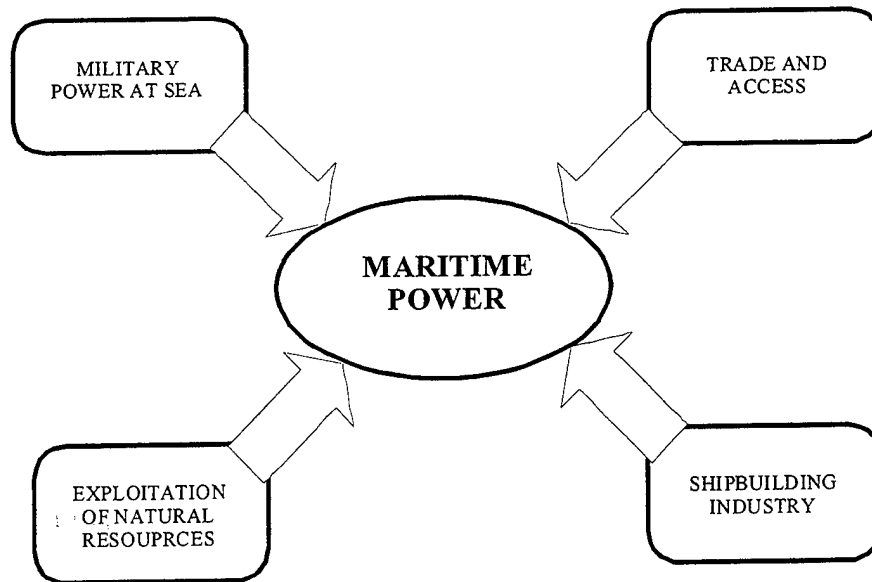 MILITARY
POWER AT SEA
TRADE AND
ACCESS
MARITIME
POWER
EXPLOITATION
OF NATURAL
RESOUPRCES
SHIPBUILDING
INDUSTRY